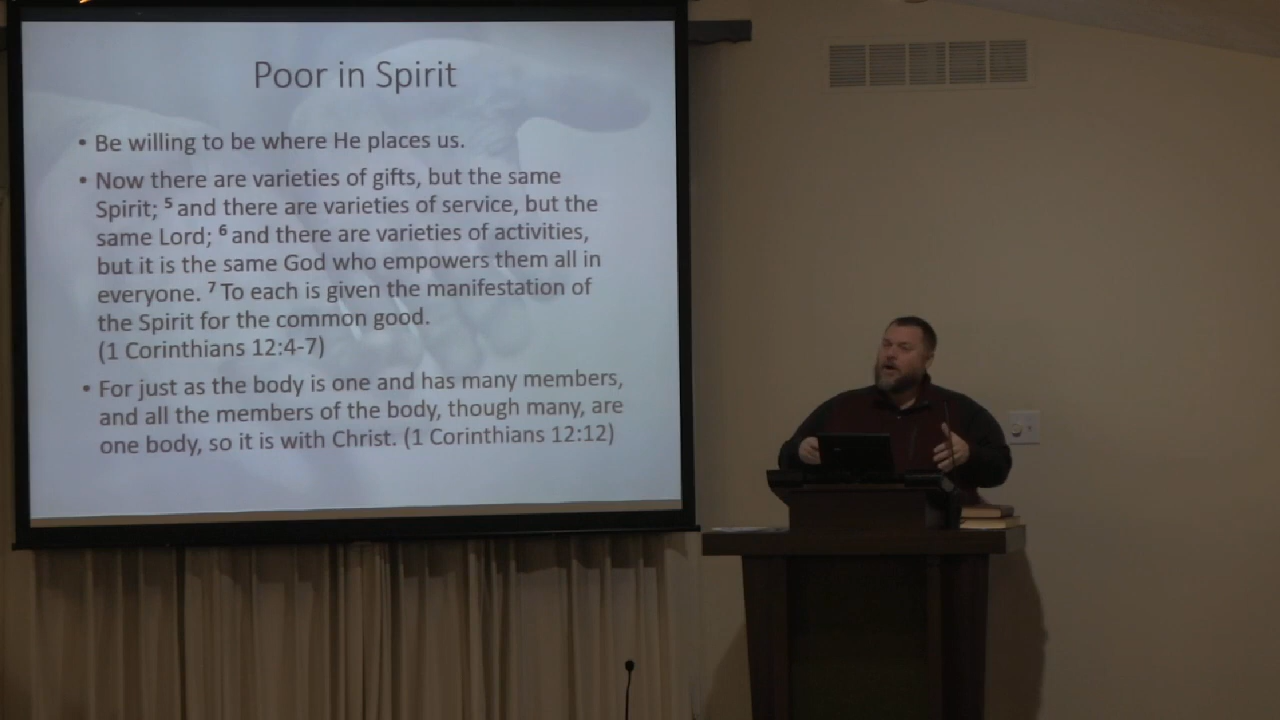 Poor in Spirit
• Be willing to be where He places us.
• Now there are varieties of gifts, but the same
Spirit; ⁵ and there are varieties of service, but the
same Lord; ⁶ and there are varieties of activities,
but it is the same God who empowers them all in
everyone. ⁷ To each is given the manifestation of
the Spirit for the common good.
(1 Corinthians 12:4-7)
• For just as the body is one and has many members,
and all the members of the body, though many, are
one body, so it is with Christ. (1 Corinthians 12:12)